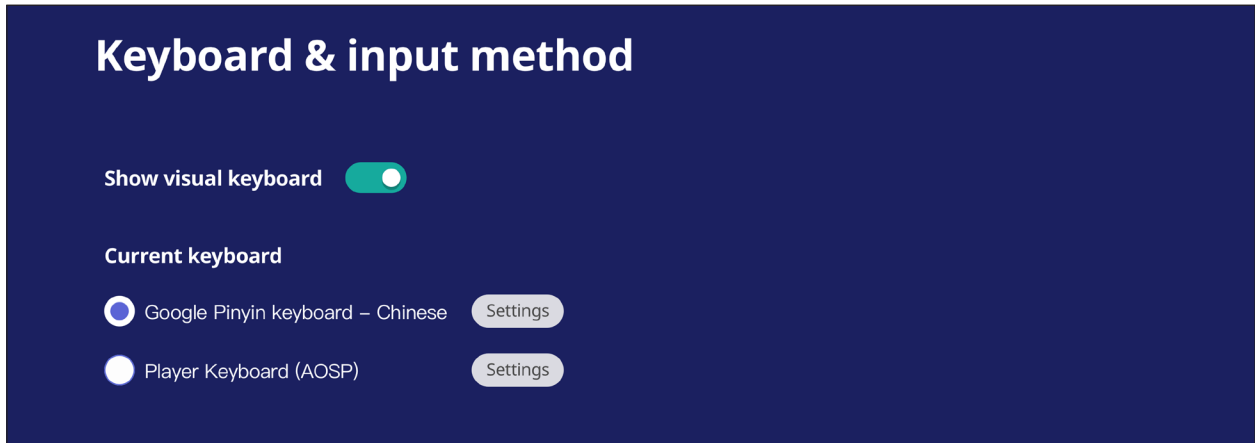 Keyboard & input method
Show visual keyboard
Current keyboard
Google Pinyin keyboard – Chinese Settings
Player Keyboard (AOSP) Settings